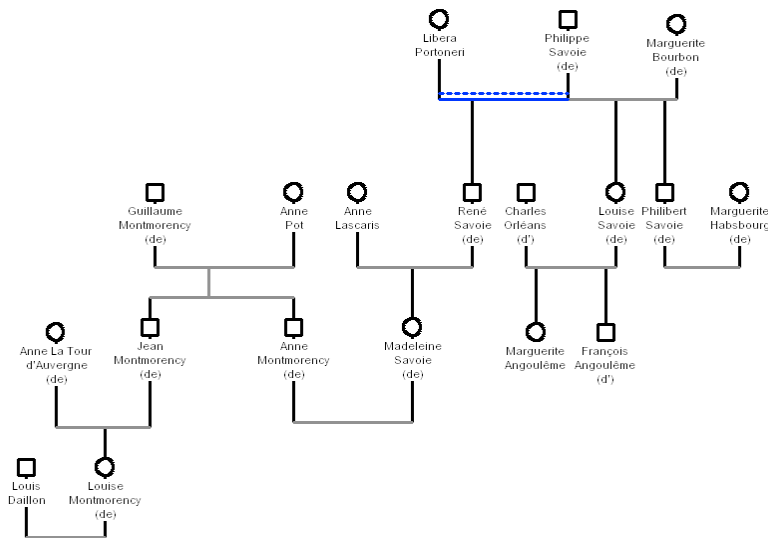 Libera
Portoneri
Philippe
Savoie
(de)
Marguerite
Bourbon
(de)
Guillaume
Montmorency
(de)
Anne
Pot
Anne
Lascaris
René
Savoie
(de)
Charles
Orléans
(d')
Louise
Savoie
(de)
Philibert
Savoie
(de)
Marguerite
Habsbourg
(de)
Anne La Tour
d'Auvergne
(de)
Jean
Montmorency
(de)
Anne
Montmorency
(de)
Madeleine
Savoie
(de)
Marguerite
Angoulême
François
Angoulême
(d')
Louis
Daillon
Louise
Montmorency
(de)